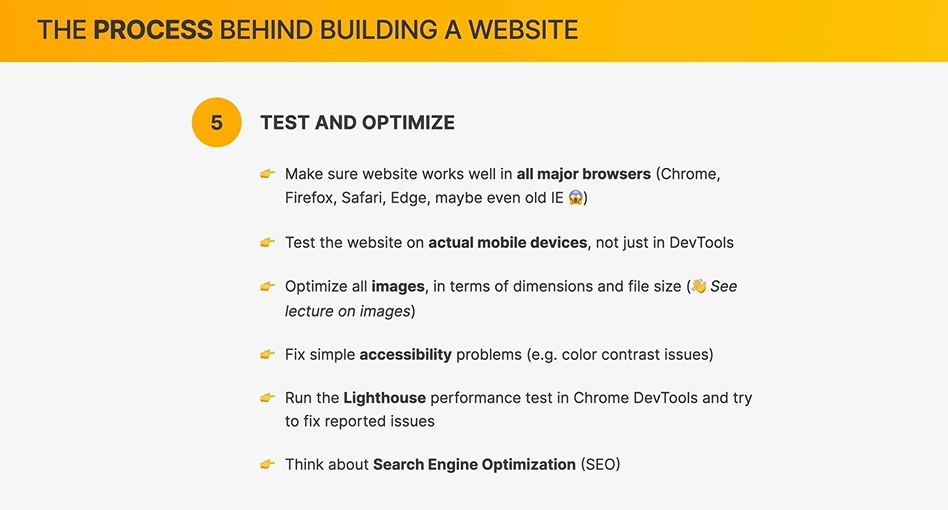 THE PROCESS BEHIND BUILDING A WEBSITE
5
TEST AND OPTIMIZE
👉 Make sure website works well in all major browsers (Chrome,
Firefox, Safari, Edge, maybe even old IE 😱)
👉 Test the website on actual mobile devices, not just in DevTools
👉 Optimize all images, in terms of dimensions and file size (👋 See
lecture on images)
👉 Fix simple accessibility problems (e.g. color contrast issues)
👉 Run the Lighthouse performance test in Chrome DevTools and try
to fix reported issues
👉 Think about Search Engine Optimization (SEO)